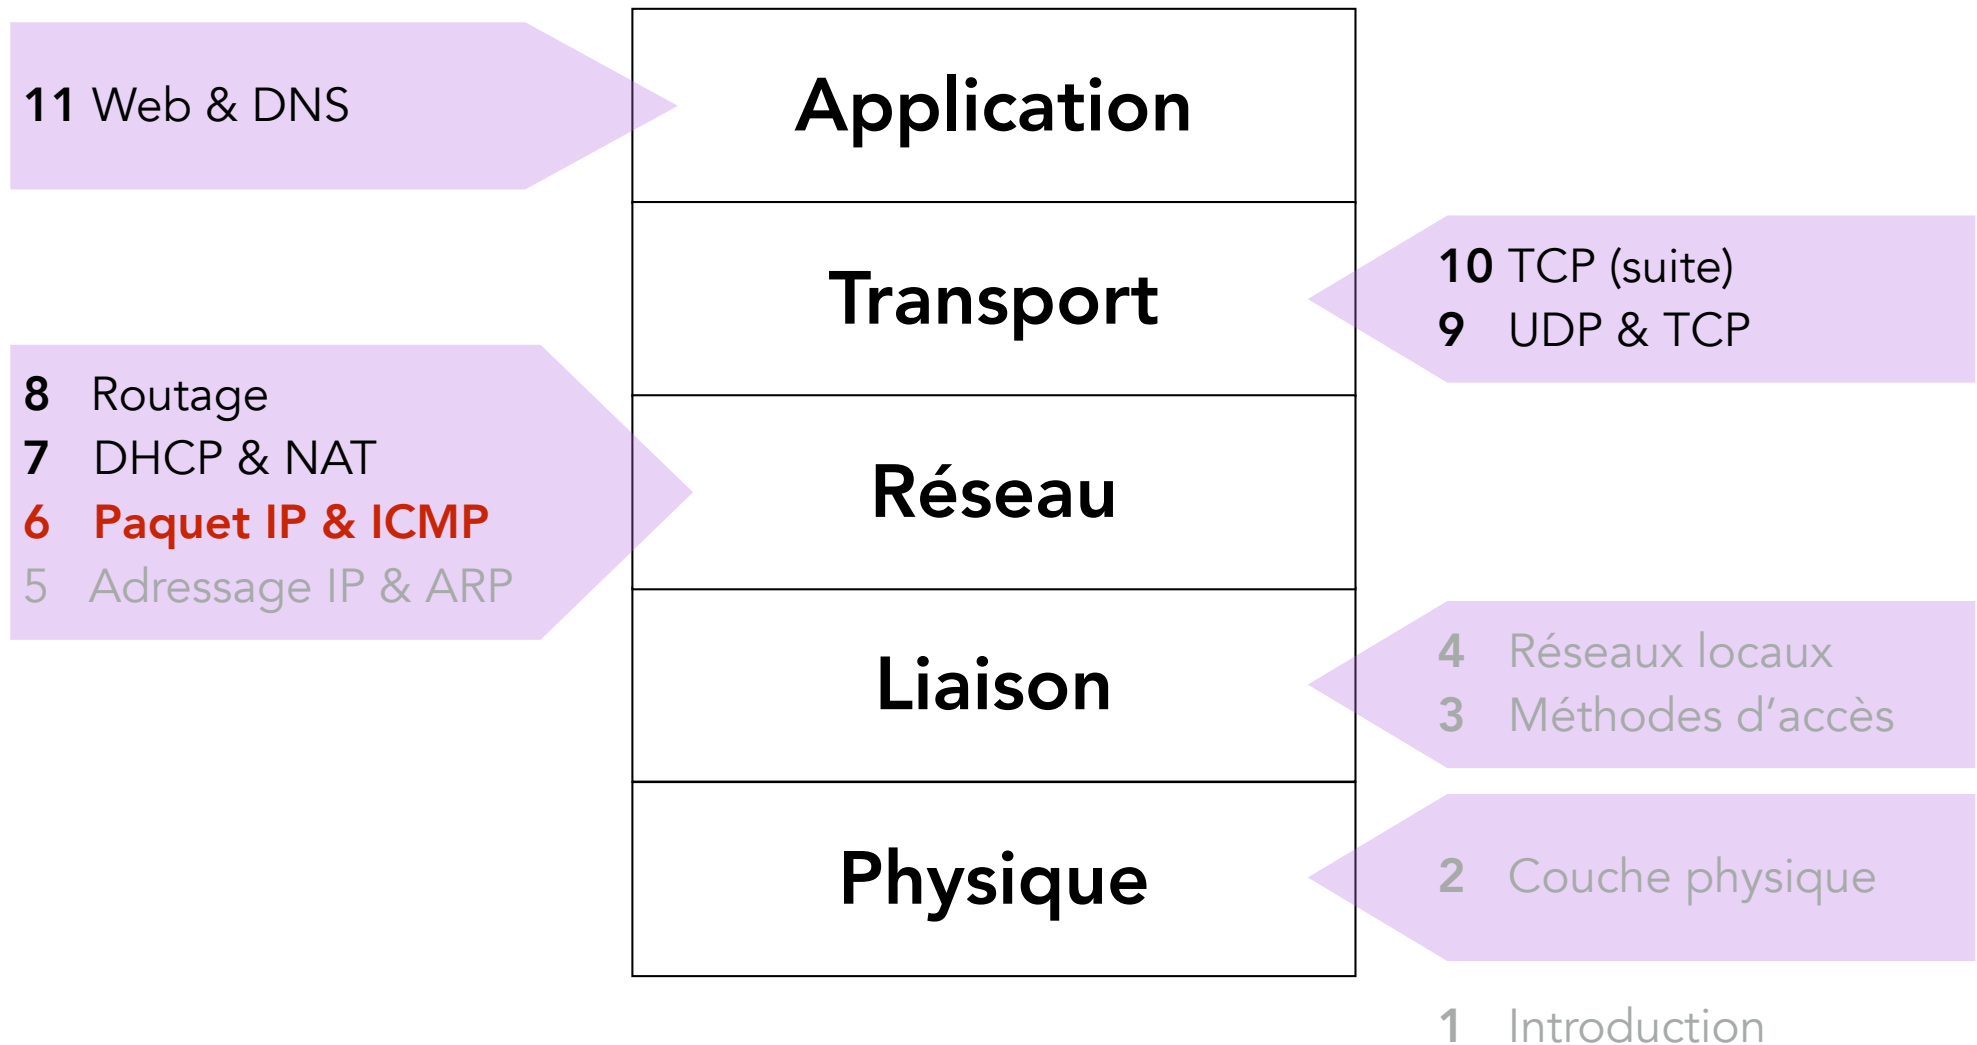 11 Web & DNS
Application
Transport
10 TCP (suite)
9 UDP & TCP
8 Routage
7 DHCP & NAT
6 Paquet IP & ICMP
5 Adressage IP & ARP
Réseau
Liaison
4 Réseaux locaux
3 Méthodes d’accès
Physique
2 Couche physique
1 Introduction